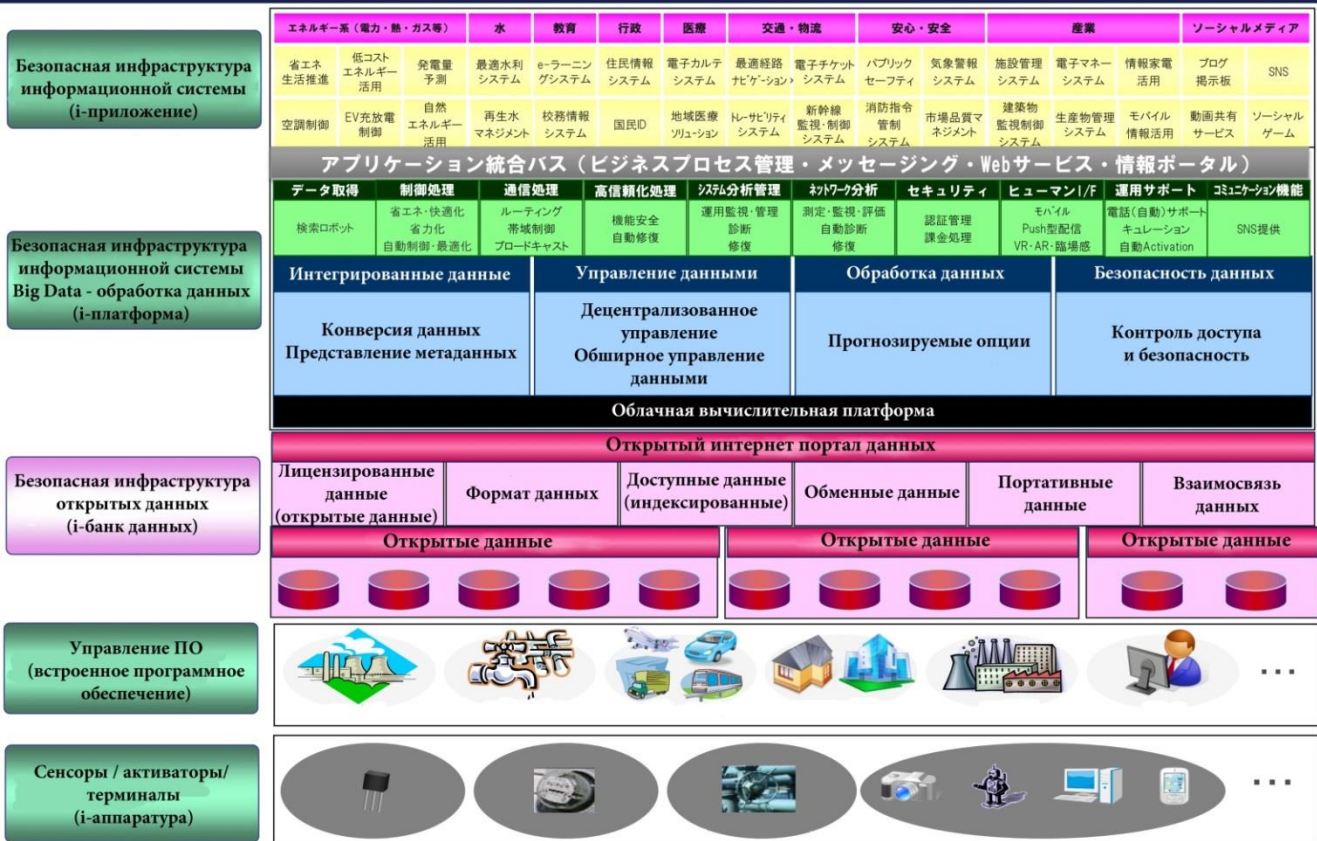 Безопасная инфраструктура
информационной системы
(i-приложение)
エネルギー系（電力・熱・ガス等）
水
教育
行政
医療
交通・物流
安心・安全
産業
ソーシャルメディア
省エネ
生活推進
低コスト
エネルギー
活用
発電量
予測
最適水利
システム
e-ラーニン
グシステム
住民情報
システム
電子カルテ
システム
最適経路
ナビゲーション
電子チケット
システム
パブリック
セーフティ
気象警報
システム
施設管理
システム
電子マネー
システム
情報家電
活用
ブログ
掲示板
SNS
空調制御
EV充放電
制御
自然
エネルギー
活用
再生水
マネジメント
校務情報
システム
国民ID
地域医療
ソリューション
トレーサビリティ
システム
新幹線
監視・制御
システム
消防指令
管制
システム
市場品質マ
ネジメント
建築物
監視制御
システム
生産物管理
システム
モバイル
情報活用
動画共有
サービス
ソーシャル
ゲーム
アプリケーション統合バス（ビジネスプロセス管理・メッセージング・Webサービス・情報ポータル）
Безопасная инфраструктура
информационной системы
Big Data - обработка данных
(i-платформа)
データ取得
制御処理
通信処理
高信頼化処理
システム分析管理
ネットワーク分析
セキュリティ
ヒューマンI/F
運用サポート
コミュニケーション機能
検索ロボット
省エネ・快適化
省力化
自動制御・最適化
ルーティング
帯域制御
ブロードキャスト
機能安全
自動修復
運用監視・管理
診断
修復
測定・監視・評価
自動診断
修復
認証管理
課金処理
モバイル
Push型配信
VR・AR・臨場感
電話(自動)サポート
キュレーション
自動Activation
SNS提供
Интегрированные данные
Управление данными
Обработка данных
Безопасность данных
Конверсия данных
Представление метаданных
Децентрализованное
управление
Обширное управление
данными
Прогнозируемые опции
Контроль доступа
и безопасность
Облачная вычислительная платформа
Безопасная инфраструктура
открытых данных
(i-банк данных)
Открытый интернет портал данных
Лицензированные
данные
(открытые данные)
Формат данных
Доступные данные
(индексированные)
Обменные данные
Портативные
данные
Взаимосвязь
данных
Открытые данные
Открытые данные
Открытые данные
Управление ПО
(встроенное программное
обеспечение)
...
Сенсоры / активаторы/
терминалы
(i-аппаратура)
...